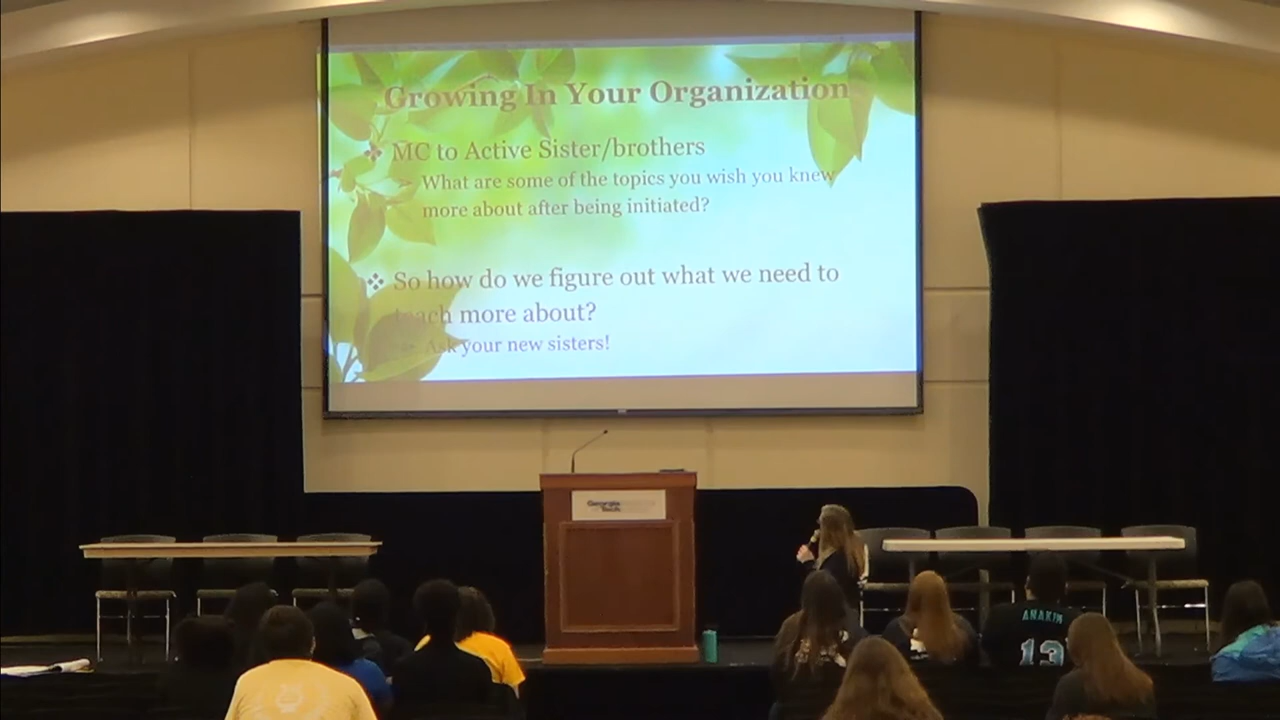 Growing In Your Organization
❖ MC to Active Sister/brothers
➢ What are some of the topics you wish you knew
more about after being initiated?
❖ So how do we figure out what we need to
teach more about?
➢ Ask your new sisters!
Georgia
Tech
ANAKIN
13